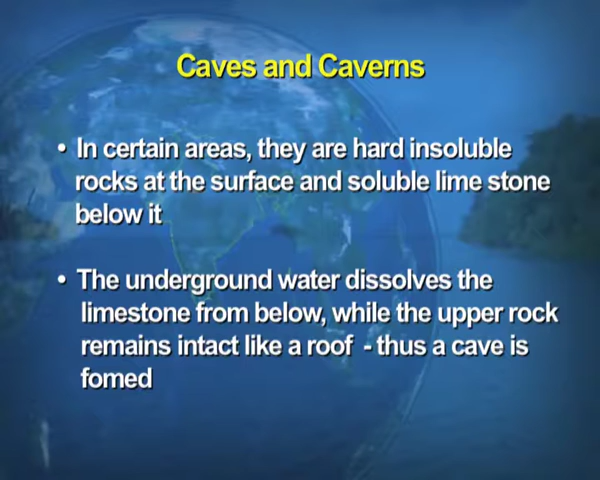 Caves and Caverns
• In certain areas, they are hard insoluble
rocks at the surface and soluble lime stone
below it
• The underground water dissolves the
limestone from below, while the upper rock
remains intact like a roof - thus a cave is
fomed